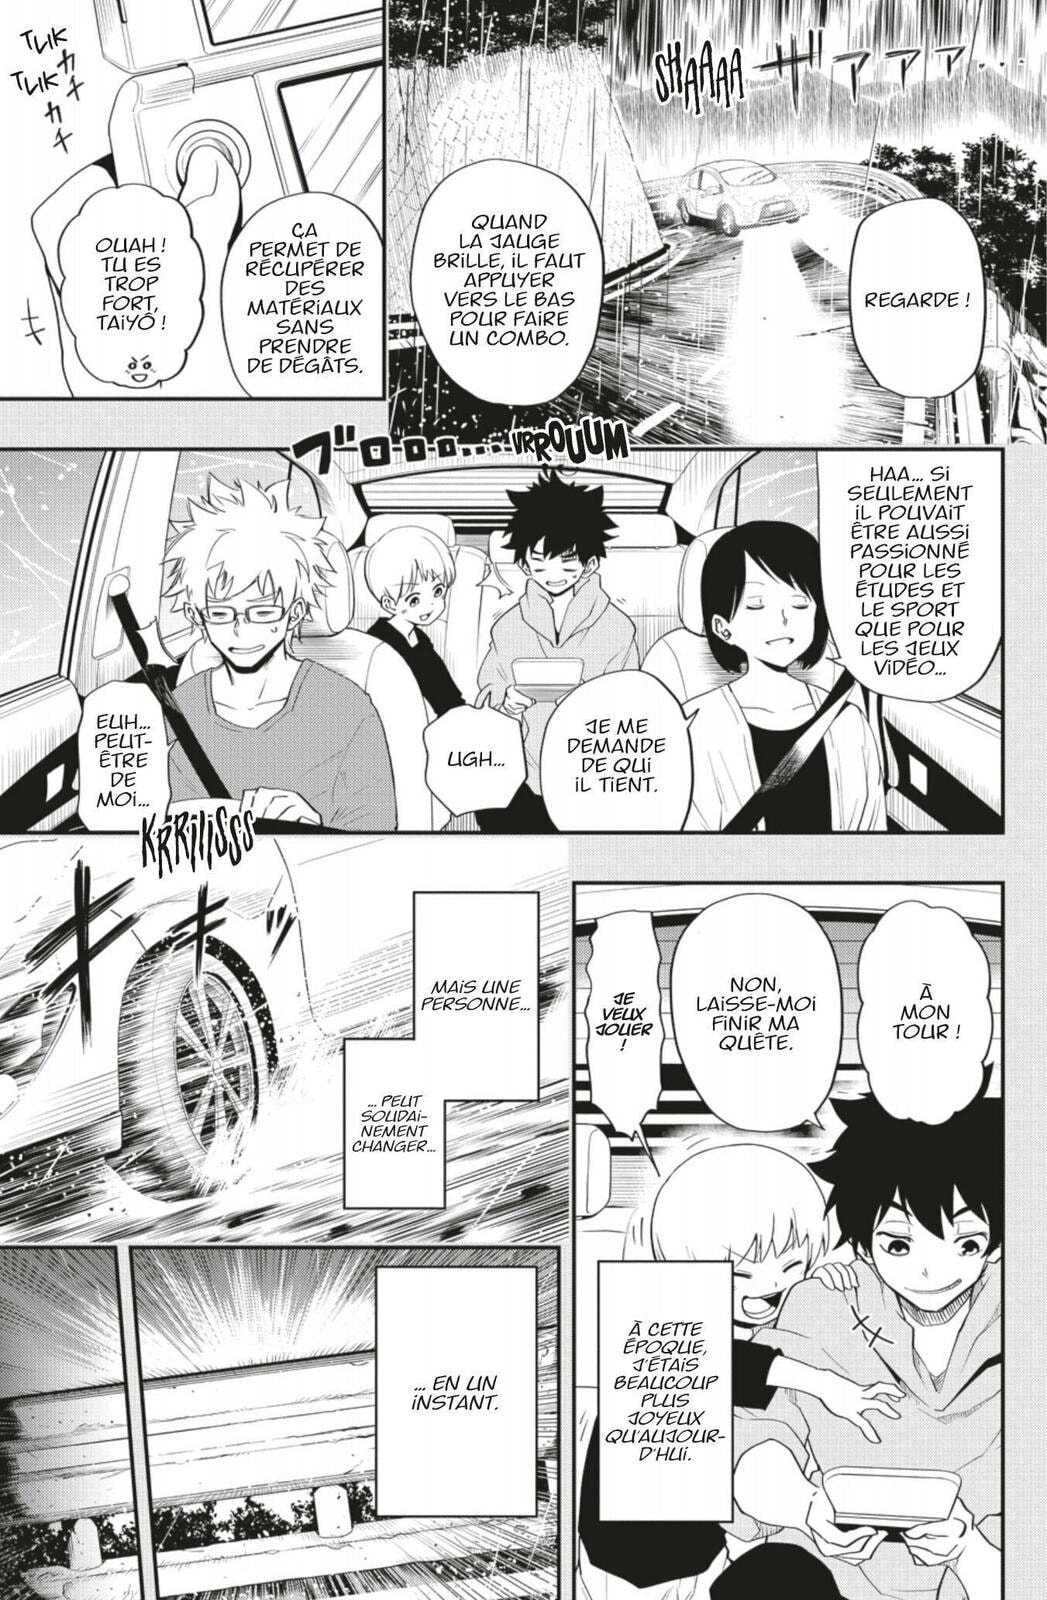 SHAAAA
ザァァァァ...
REGARDE !
QUAND
LA JAUGE
BRILLE, IL FAUT
APPUYER
VERS LE BAS
POUR FAIRE
UN COMBO.
TLIK
TLIK
カチ
カチ
ÇA
PERMET DE
RÉCUPÉRER
DES
MATÉRIAUX
SANS
PRENDRE
DE DÉGÂTS.
OUAH !
TU ES
TROP
FORT,
TAIYÔ !
ブロロロ....
VRROUUM
HAA... SI
SEULEMENT
IL POUVAIT
ÊTRE AUSSI
PASSIONNÉ
POUR LES
ÉTUDES ET
LE SPORT
QUE POUR
LES JEUX
VIDÉO...
JE ME
DEMANDE
DE QUI
IL TIENT.
UGH...
EUH...
PEUT-
ÊTRE
DE
MOI...
À
MON
TOUR !
NON,
LAISSE-MOI
FINIR MA
QUÊTE.
JE
VEUX
JOUER
!
À CETTE
ÉPOQUE,
J'ÉTAIS
BEAUCOUP
PLUS
JOYEUX
QU'AUJOUR-
D'HUI.
KRRIIISSS
MAIS UNE
PERSONNE...
... PEUT
SOUDAI-
NEMENT
CHANGER...
... EN UN
INSTANT.